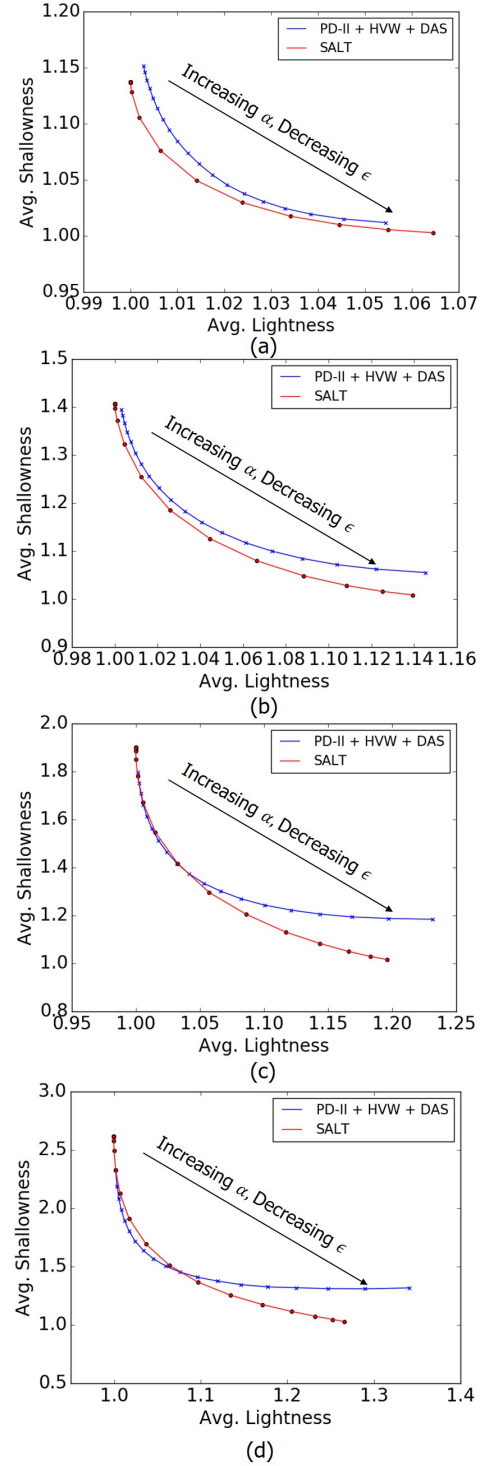 1.20
1.15
1.10
1.05
1.00
0.95
Avg. Shallowness
PD-II + HVW + DAS
SALT
Increasing α, Decreasing ϵ
0.99 1.00 1.01 1.02 1.03 1.04 1.05 1.06 1.07
Avg. Lightness
(a)
1.5
1.4
1.3
1.2
1.1
1.0
0.9
Avg. Shallowness
PD-II + HVW + DAS
SALT
Increasing α, Decreasing ϵ
0.98 1.00 1.02 1.04 1.06 1.08 1.10 1.12 1.14 1.16
Avg. Lightness
(b)
2.0
1.8
1.6
1.4
1.2
1.0
0.8
Avg. Shallowness
PD-II + HVW + DAS
SALT
Increasing α, Decreasing ϵ
0.95 1.00 1.05 1.10 1.15 1.20 1.25
Avg. Lightness
(c)
3.0
2.5
2.0
1.5
1.0
0.5
Avg. Shallowness
PD-II + HVW + DAS
SALT
Increasing α, Decreasing ϵ
1.0 1.1 1.2 1.3 1.4
Avg. Lightness
(d)